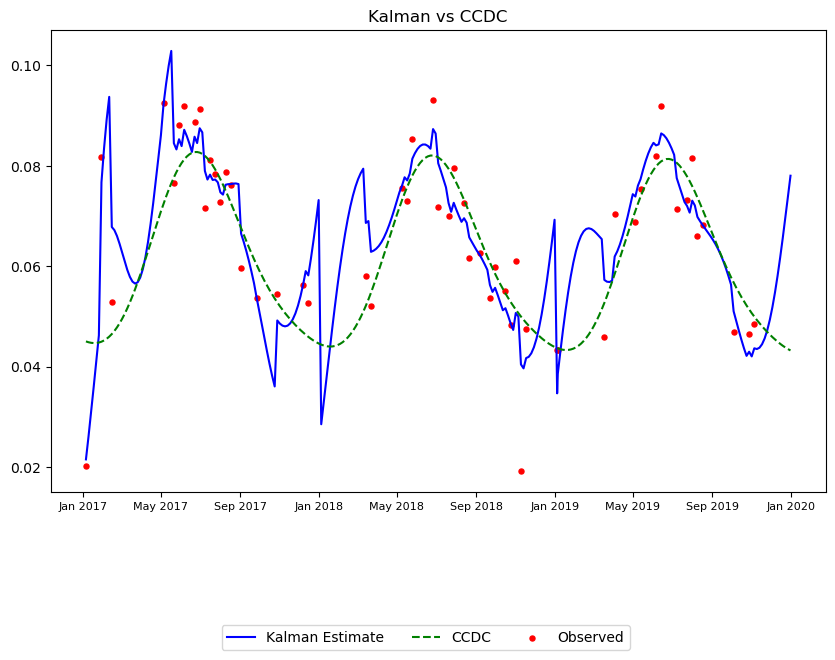 Kalman vs CCDC
0.10
0.08
0.06
0.04
0.02
Jan 2017 May 2017 Sep 2017 Jan 2018 May 2018 Sep 2018 Jan 2019 May 2019 Sep 2019 Jan 2020
Kalman Estimate CCDC Observed